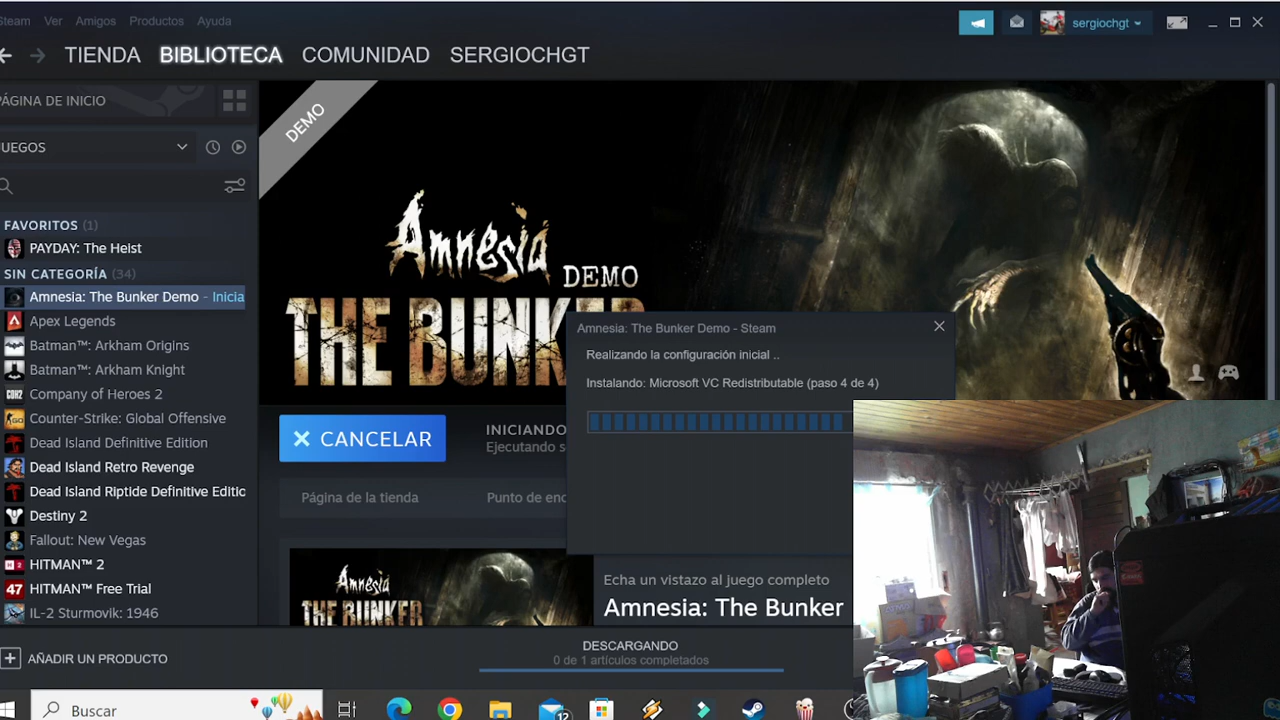 Steam Ver Amigos Productos Ayuda
sergiochgt
TIENDA BIBLIOTECA COMUNIDAD SERGIOCHGT
PÁGINA DE INICIO
JUEGOS
FAVORITOS (1)
PAYDAY: The Heist
SIN CATEGORÍA (34)
Amnesia: The Bunker Demo - Inicia
Apex Legends
Batman™: Arkham Origins
Batman™: Arkham Knight
Company of Heroes 2
Counter-Strike: Global Offensive
Dead Island Definitive Edition
Dead Island Retro Revenge
Dead Island Riptide Definitive Editic
Destiny 2
Fallout: New Vegas
HITMAN™ 2
HITMAN™ Free Trial
IL-2 Sturmovik: 1946
AÑADIR UN PRODUCTO
DEMO
Amnesia DEMO
THE BUNKER
Amnesia: The Bunker Demo - Steam
Realizando la configuración inicial ..
Instalando: Microsoft VC Redistributable (paso 4 de 4)
CANCELAR
INICIANDO
Ejecutando s
Página de la tienda
Punto de enc
Amnesia
THE BUNKER
Echa un vistazo al juego completo
Amnesia: The Bunker
DESCARGANDO
0 de 1 artículos completados
Buscar
12